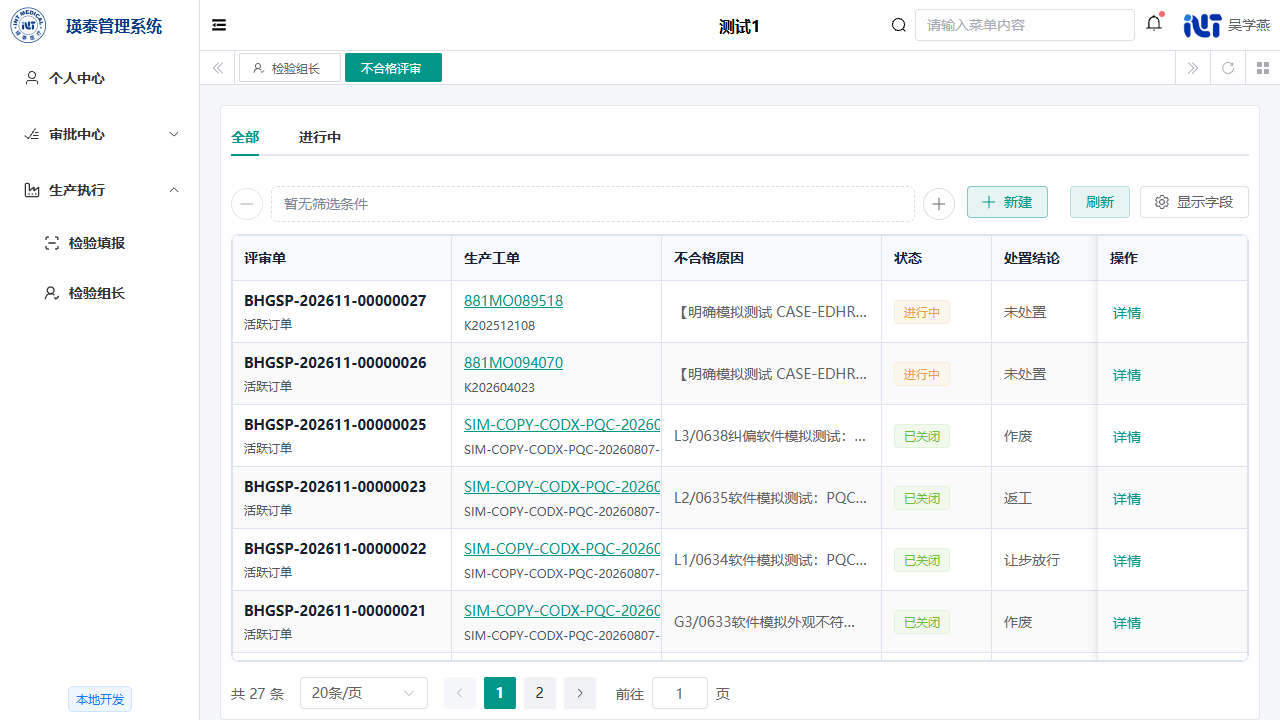 瑛泰管理系统
测试1
请输入菜单内容
吴学燕
个人中心
审批中心
生产执行
检验填报
检验组长
本地开发
检验组长
不合格评审
全部
进行中
暂无筛选条件
新建
刷新
显示字段
评审单 生产工单 不合格原因 状态 处置结论 操作
BHGSP-202611-00000027 881MO089518 【明确模拟测试 CASE-EDHR... 进行中 未处置 详情
活跃订单 K202512108
BHGSP-202611-00000026 881MO094070 【明确模拟测试 CASE-EDHR... 进行中 未处置 详情
活跃订单 K202604023
BHGSP-202611-00000025 SIM-COPY-CODX-PQC-20260 L3/0638纠偏软件模拟测试：... 已关闭 作废 详情
活跃订单 SIM-COPY-CODX-PQC-20260807-
BHGSP-202611-00000023 SIM-COPY-CODX-PQC-20260 L2/0635软件模拟测试：PQC... 已关闭 返工 详情
活跃订单 SIM-COPY-CODX-PQC-20260807-
BHGSP-202611-00000022 SIM-COPY-CODX-PQC-20260 L1/0634软件模拟测试：PQC... 已关闭 让步放行 详情
活跃订单 SIM-COPY-CODX-PQC-20260807-
BHGSP-202611-00000021 SIM-COPY-CODX-PQC-20260 G3/0633软件模拟外观不符... 已关闭 作废 详情
活跃订单 SIM-COPY-CODX-PQC-20260807-
共 27 条 20条/页 1 2 前往 1 页